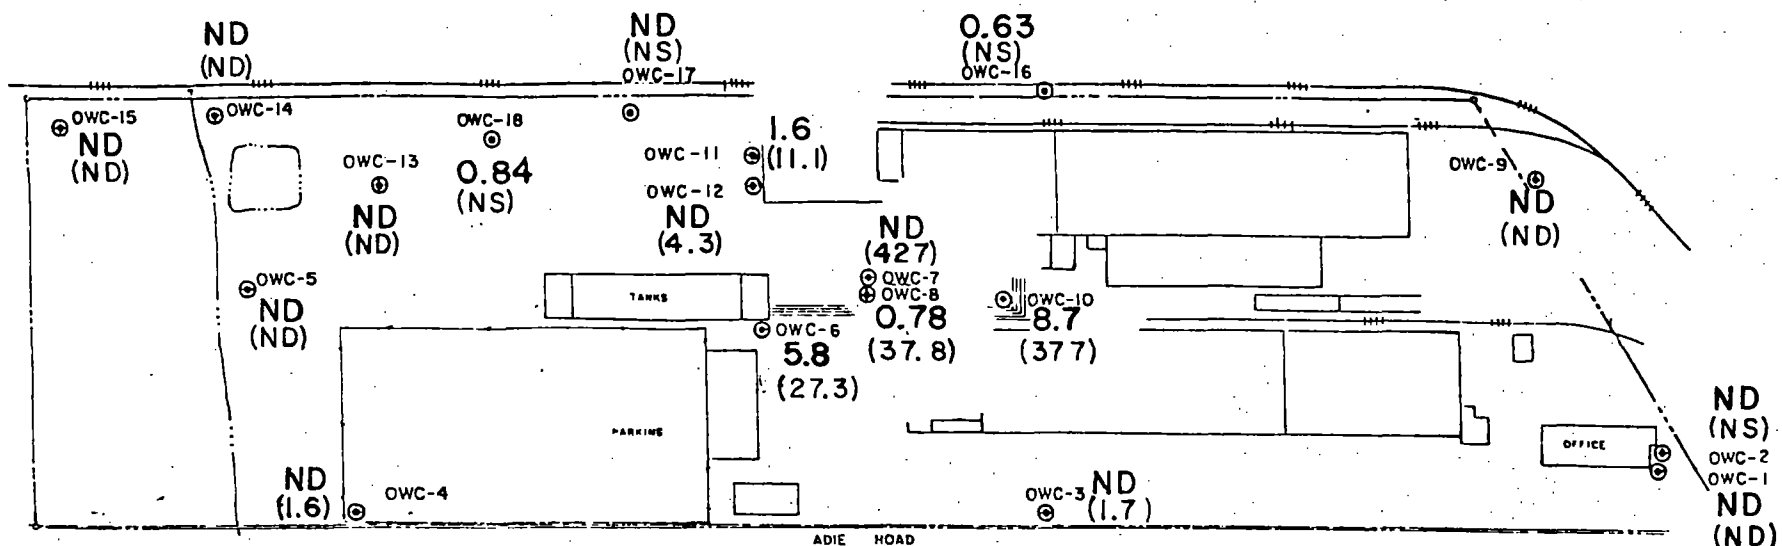 ND
(ND)
ND
(NS)
OWC-17
0.63
(NS)
OWC-16
OWC-15
ND
(ND)
OWC-14
OWC-18
0.84
(NS)
OWC-13
ND
(ND)
OWC-11
1.6
(11.1)
OWC-12
ND
(4.3)
OWC-9
ND
(ND)
ND
(427)
OWC-7
OWC-8
0.78
(37.8)
OWC-10
8.7
(377)
OWC-5
ND
(ND)
TANKS
OWC-6
5.8
(27.3)
PARKING
OFFICE
ND
(NS)
OWC-2
OWC-1
ND
(ND)
ND
(1.6)
OWC-4
OWC-3
ND
(1.7)
ADIE ROAD